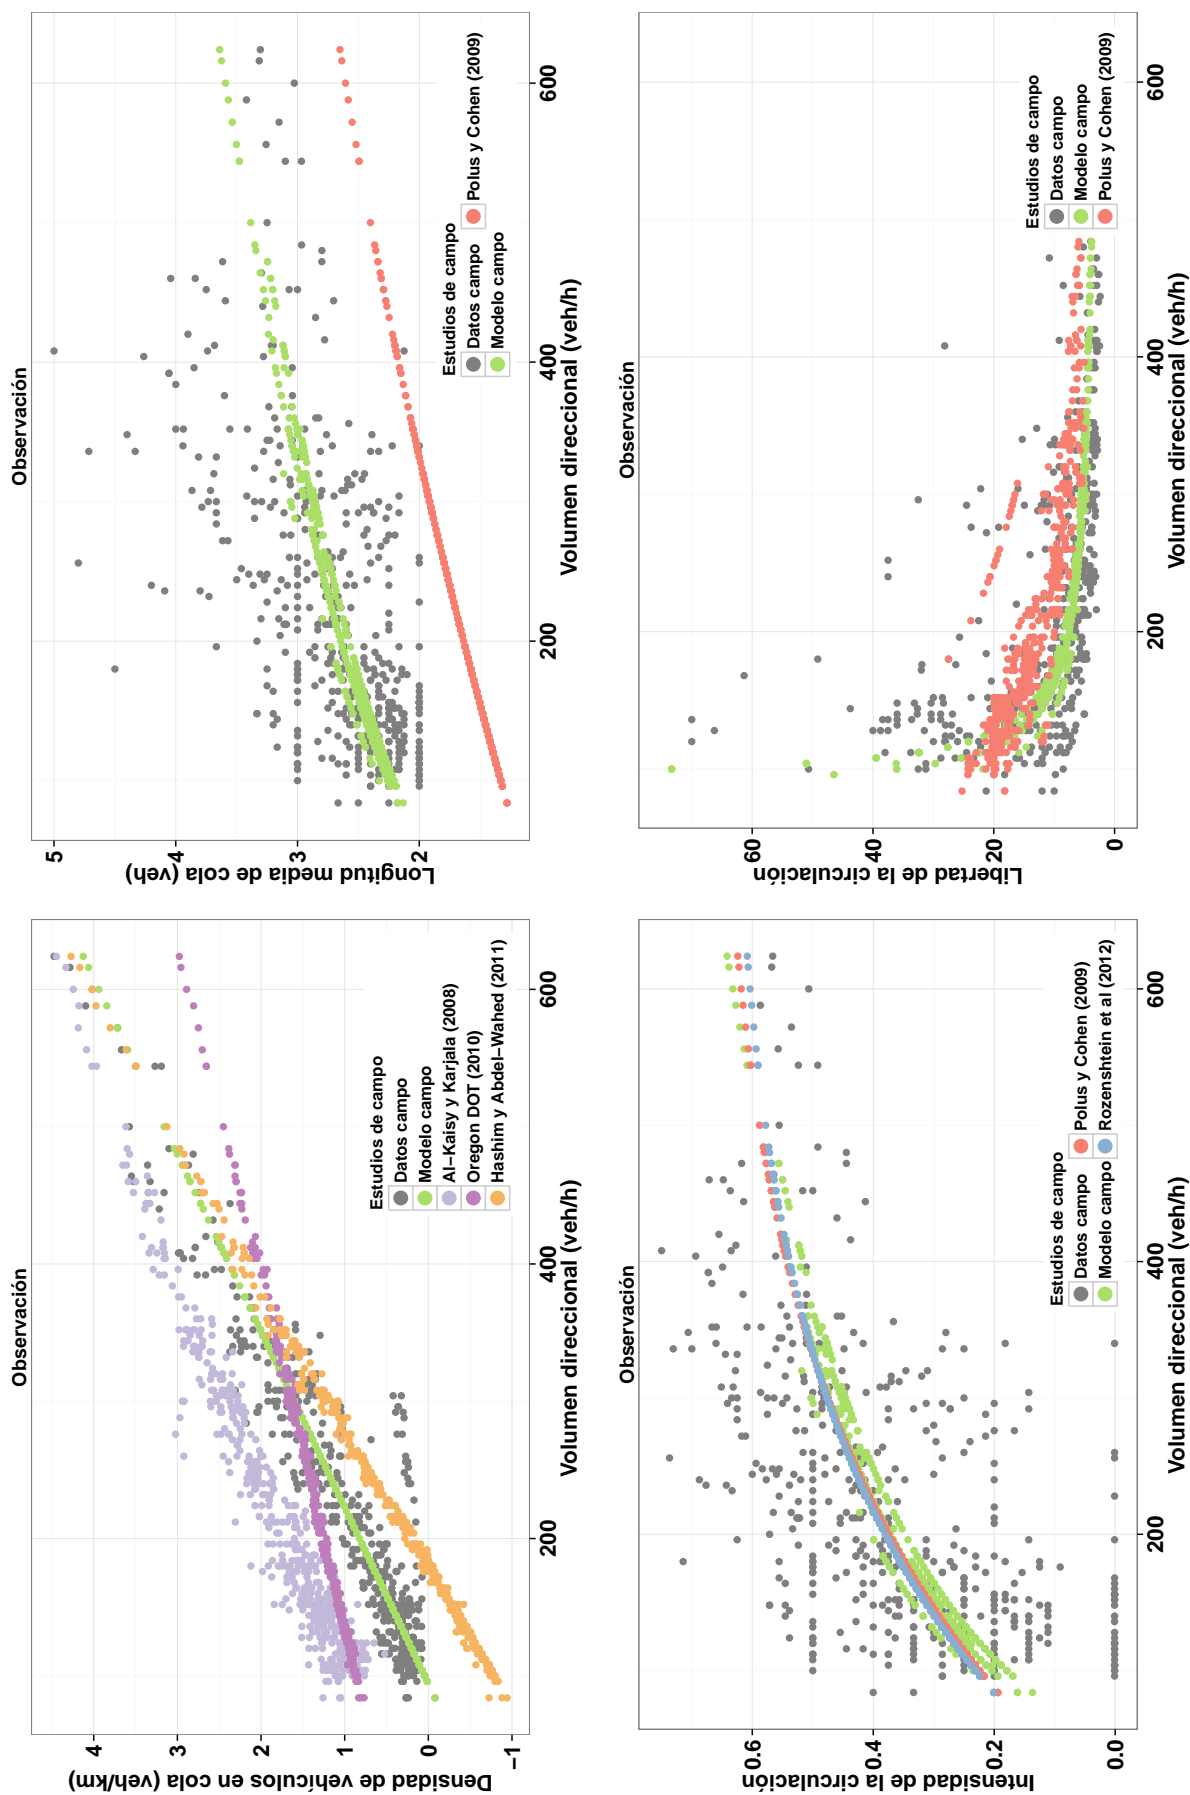 Observación
Densidad de vehículos en cola (veh/km)
4
3
2
1
0
−1
200
400
600
Volumen direccional (veh/h)
Estudios de campo
Datos campo
Modelo campo
Al−Kaisy y Karjala (2008)
Oregon DOT (2010)
Hashim y Abdel−Wahed (2011)
Observación
Longitud media de cola (veh)
5
4
3
2
200
400
600
Volumen direccional (veh/h)
Estudios de campo
Datos campo
Modelo campo
Polus y Cohen (2009)
Observación
Intensidad de la circulación
0.6
0.4
0.2
0.0
200
400
600
Volumen direccional (veh/h)
Estudios de campo
Datos campo
Modelo campo
Polus y Cohen (2009)
Rozenshtein et al (2012)
Observación
Libertad de la circulación
60
40
20
0
200
400
600
Volumen direccional (veh/h)
Estudios de campo
Datos campo
Modelo campo
Polus y Cohen (2009)